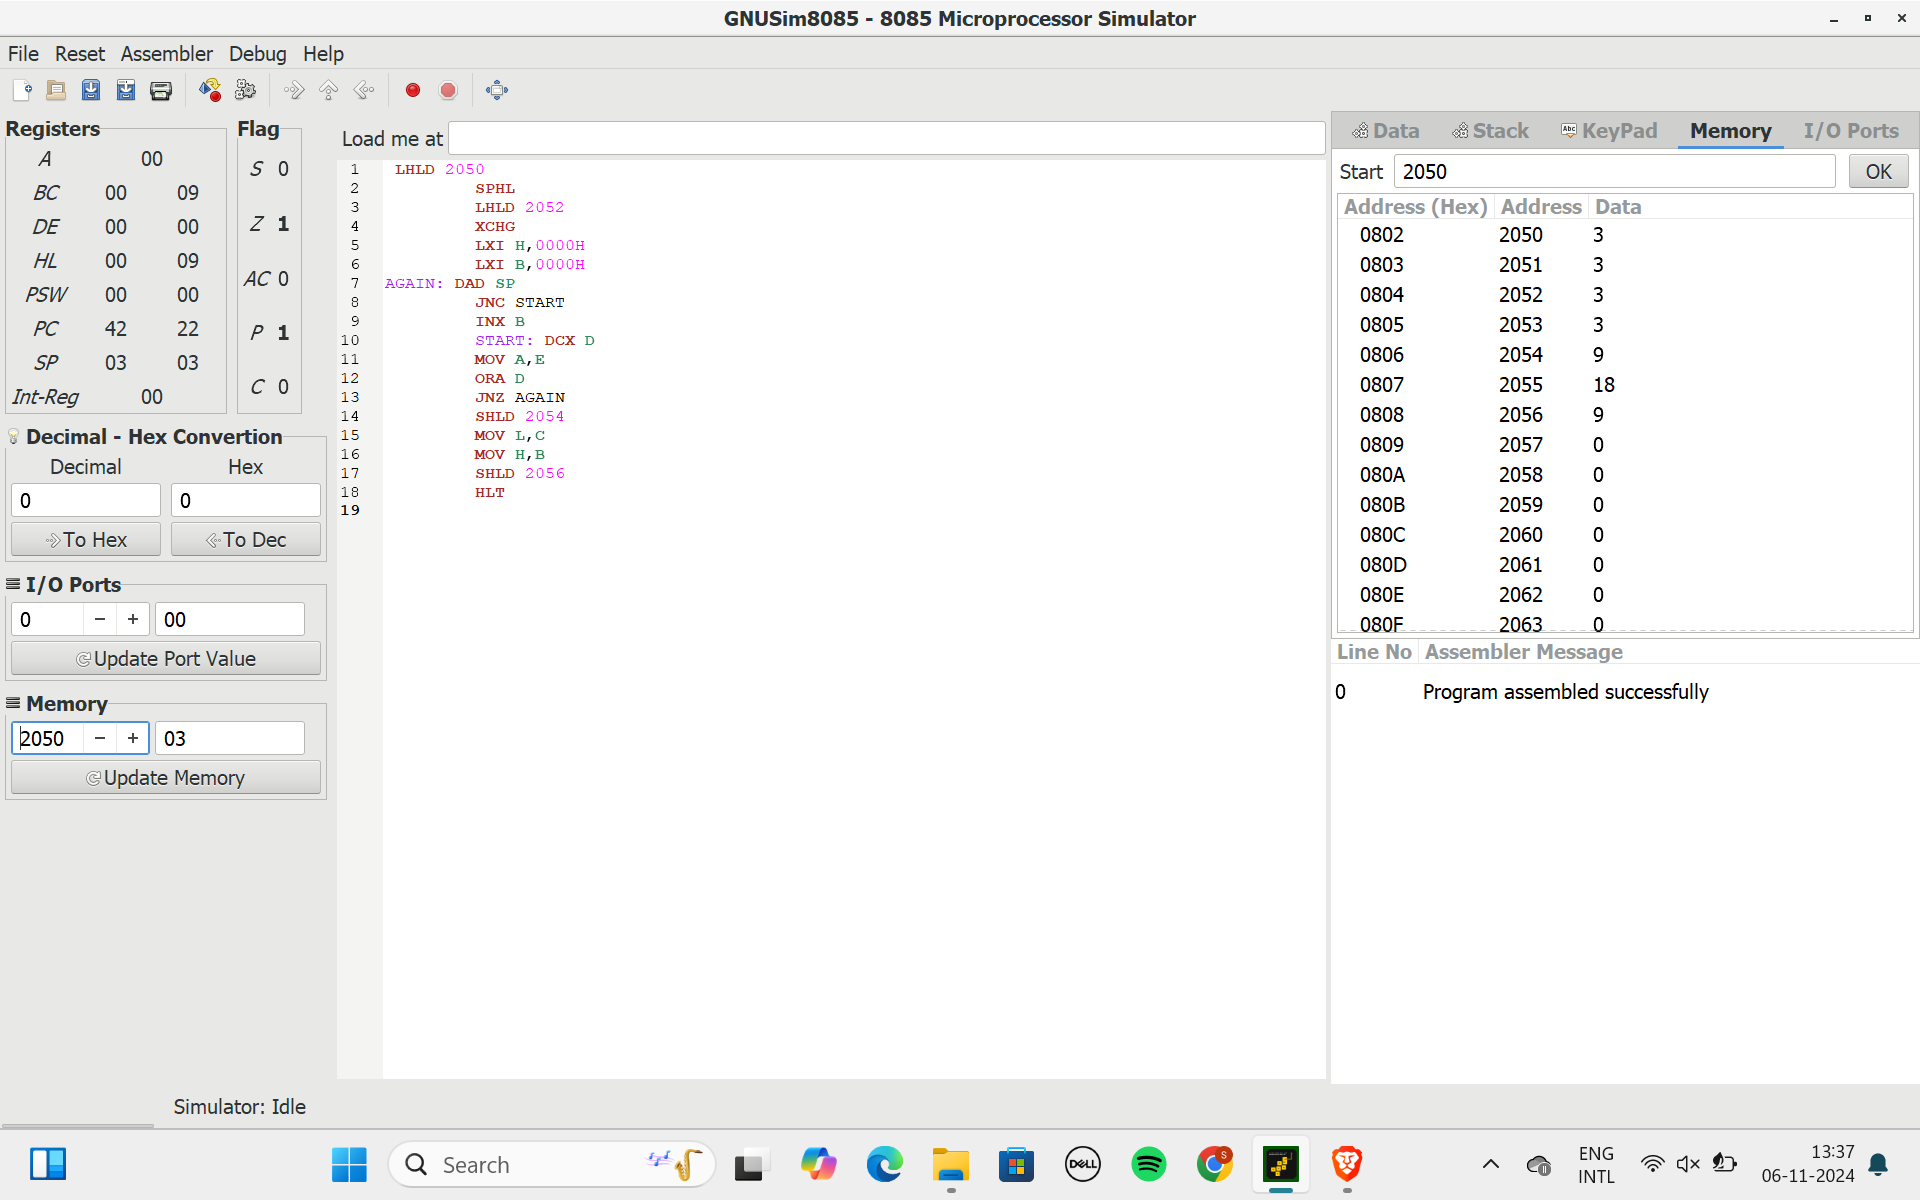 GNUSim8085 - 8085 Microprocessor Simulator
File Reset Assembler Debug Help
Registers
A 00
BC 00 09
DE 00 00
HL 00 09
PSW 00 00
PC 42 22
SP 03 03
Int-Reg 00
Flag
S 0
Z 1
AC 0
P 1
C 0
Decimal - Hex Convertion
Decimal Hex
0 0
To Hex To Dec
I/O Ports
0 − + 00
Update Port Value
Memory
2050 − + 03
Update Memory
Load me at
1 LHLD 2050
2 SPHL
3 LHLD 2052
4 XCHG
5 LXI H,0000H
6 LXI B,0000H
7 AGAIN: DAD SP
8 JNC START
9 INX B
10 START: DCX D
11 MOV A,E
12 ORA D
13 JNZ AGAIN
14 SHLD 2054
15 MOV L,C
16 MOV H,B
17 SHLD 2056
18 HLT
19
Data Stack Abc KeyPad Memory I/O Ports
Start 2050 OK
Address (Hex) Address Data
0802 2050 3
0803 2051 3
0804 2052 3
0805 2053 3
0806 2054 9
0807 2055 18
0808 2056 9
0809 2057 0
080A 2058 0
080B 2059 0
080C 2060 0
080D 2061 0
080E 2062 0
080F 2063 0
Line No Assembler Message
0 Program assembled successfully
Simulator: Idle
Search
DELL
S
ENG
INTL
13:37
06-11-2024